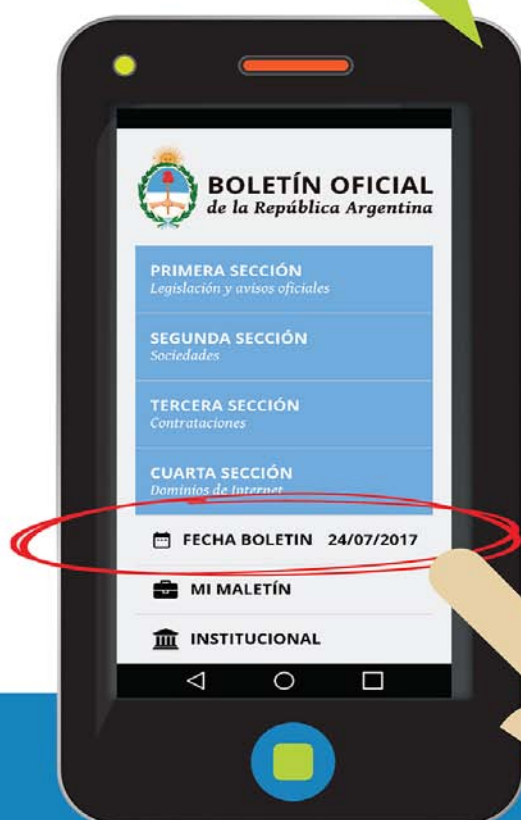 BOLETÍN OFICIAL
de la República Argentina
PRIMERA SECCIÓN
Legislación y avisos oficiales
SEGUNDA SECCIÓN
Sociedades
TERCERA SECCIÓN
Contrataciones
CUARTA SECCIÓN
Dominios de Internet
FECHA BOLETIN 24/07/2017
MI MALETÍN
INSTITUCIONAL